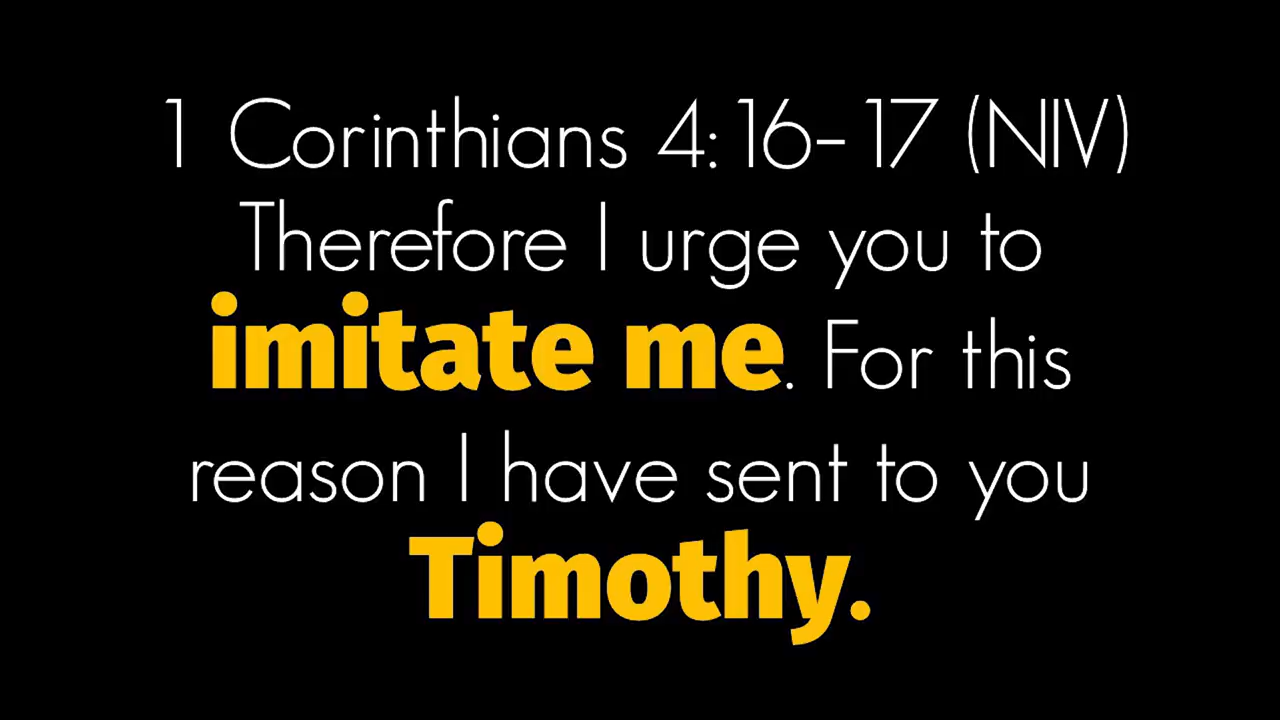 1 Corinthians 4:16–17 (NIV)
Therefore I urge you to
imitate me. For this
reason I have sent to you
Timothy.